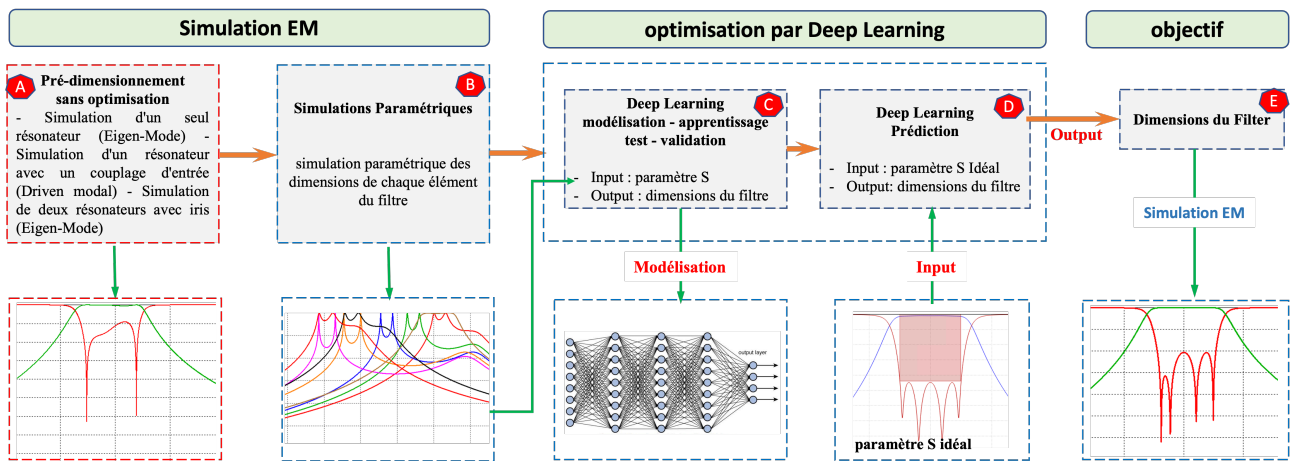 Simulation EM
optimisation par Deep Learning
objectif
A
Pré-dimensionnement
sans optimisation
- Simulation d'un seul
résonateur (Eigen-Mode) -
Simulation d'un résonateur
avec un couplage d'entrée
(Driven modal) - Simulation
de deux résonateurs avec iris
(Eigen-Mode)
B
Simulations Paramétriques
simulation paramétrique des
dimensions de chaque élément
du filtre
C
Deep Learning
modélisation - apprentissage
test - validation
- Input : paramètre S
- Output : dimensions du filtre
D
Deep Learning
Prédiction
- Input : paramètre S Idéal
- Output: dimensions du filtre
Output
E
Dimensions du Filter
Simulation EM
Modélisation
Input
output layer
paramètre S idéal